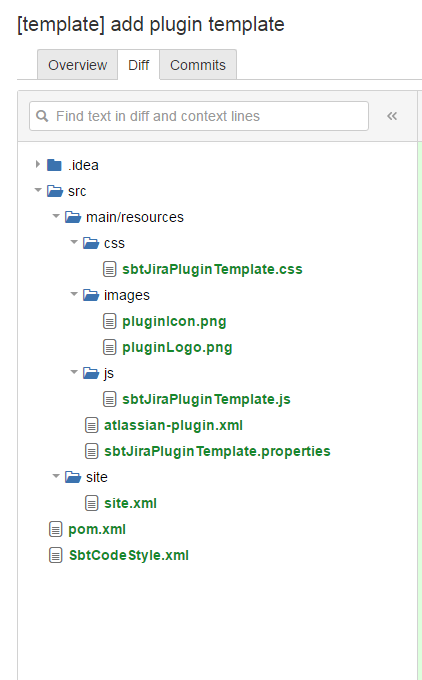 [template] add plugin template
Overview Diff Commits
Find text in diff and context lines
.idea
src
main/resources
css
sbtJiraPluginTemplate.css
images
pluginIcon.png
pluginLogo.png
js
sbtJiraPluginTemplate.js
atlassian-plugin.xml
sbtJiraPluginTemplate.properties
site
site.xml
pom.xml
SbtCodeStyle.xml